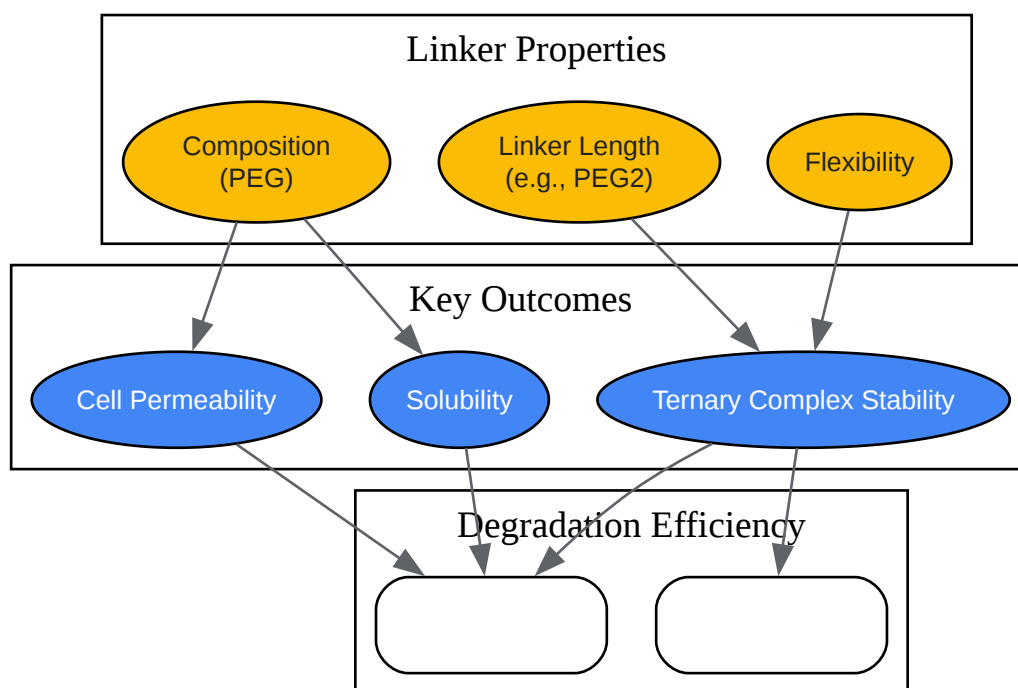 Linker Properties
Composition
(PEG)
Linker Length
(e.g., PEG2)
Flexibility
Key Outcomes
Cell Permeability
Solubility
Ternary Complex Stability
Degradation Efficiency